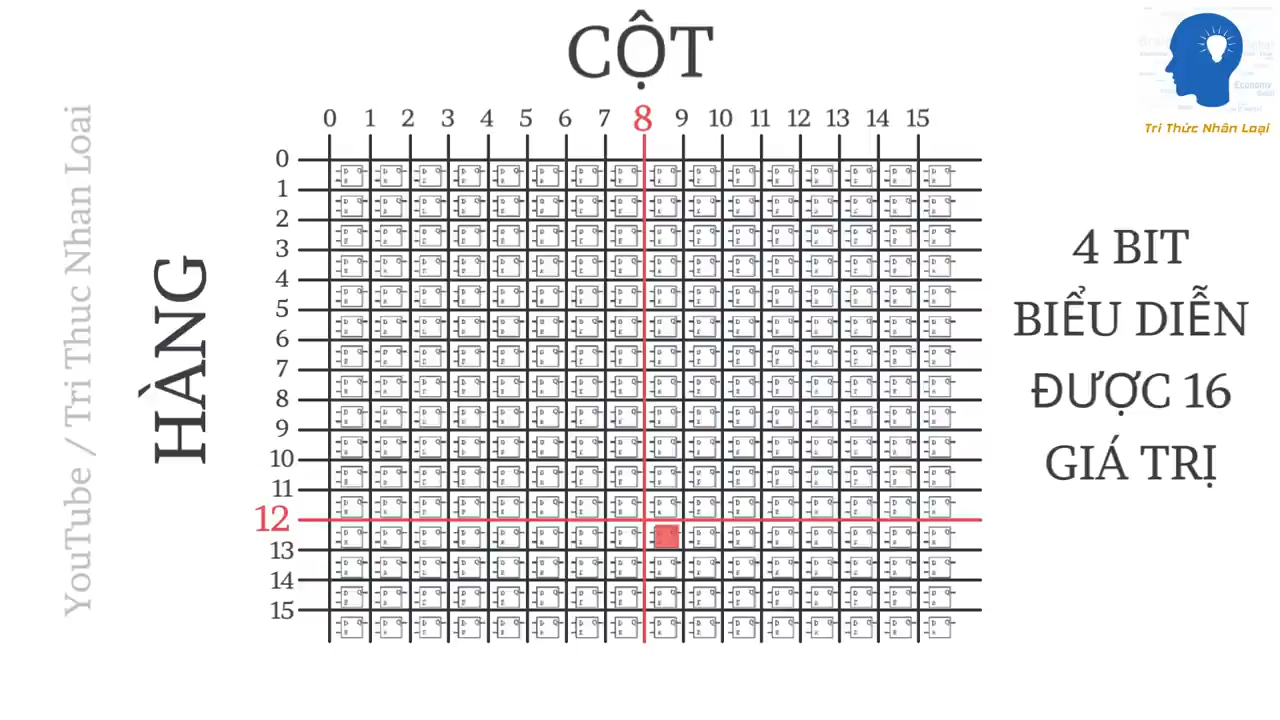 CỘT
Tri Thức Nhân Loại
0 1 2 3 4 5 6 7 8 9 10 11 12 13 14 15
0
1
2
3
4
5
6
7
8
9
10
11
12
13
14
15
HÀNG
YouTube / Tri Thuc Nhan Loai
4 BIT
BIỂU DIỄN
ĐƯỢC 16
GIÁ TRỊ
Economy